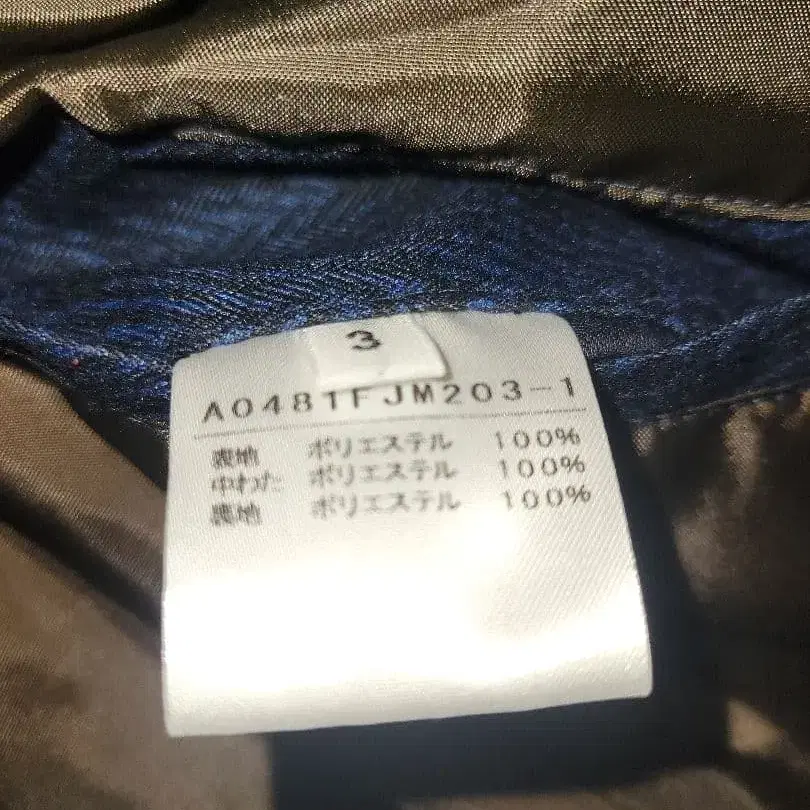 3
A0481FJM203-1
表地 ポリエステル 100%
中わた ポリエステル 100%
裏地 ポリエステル 100%